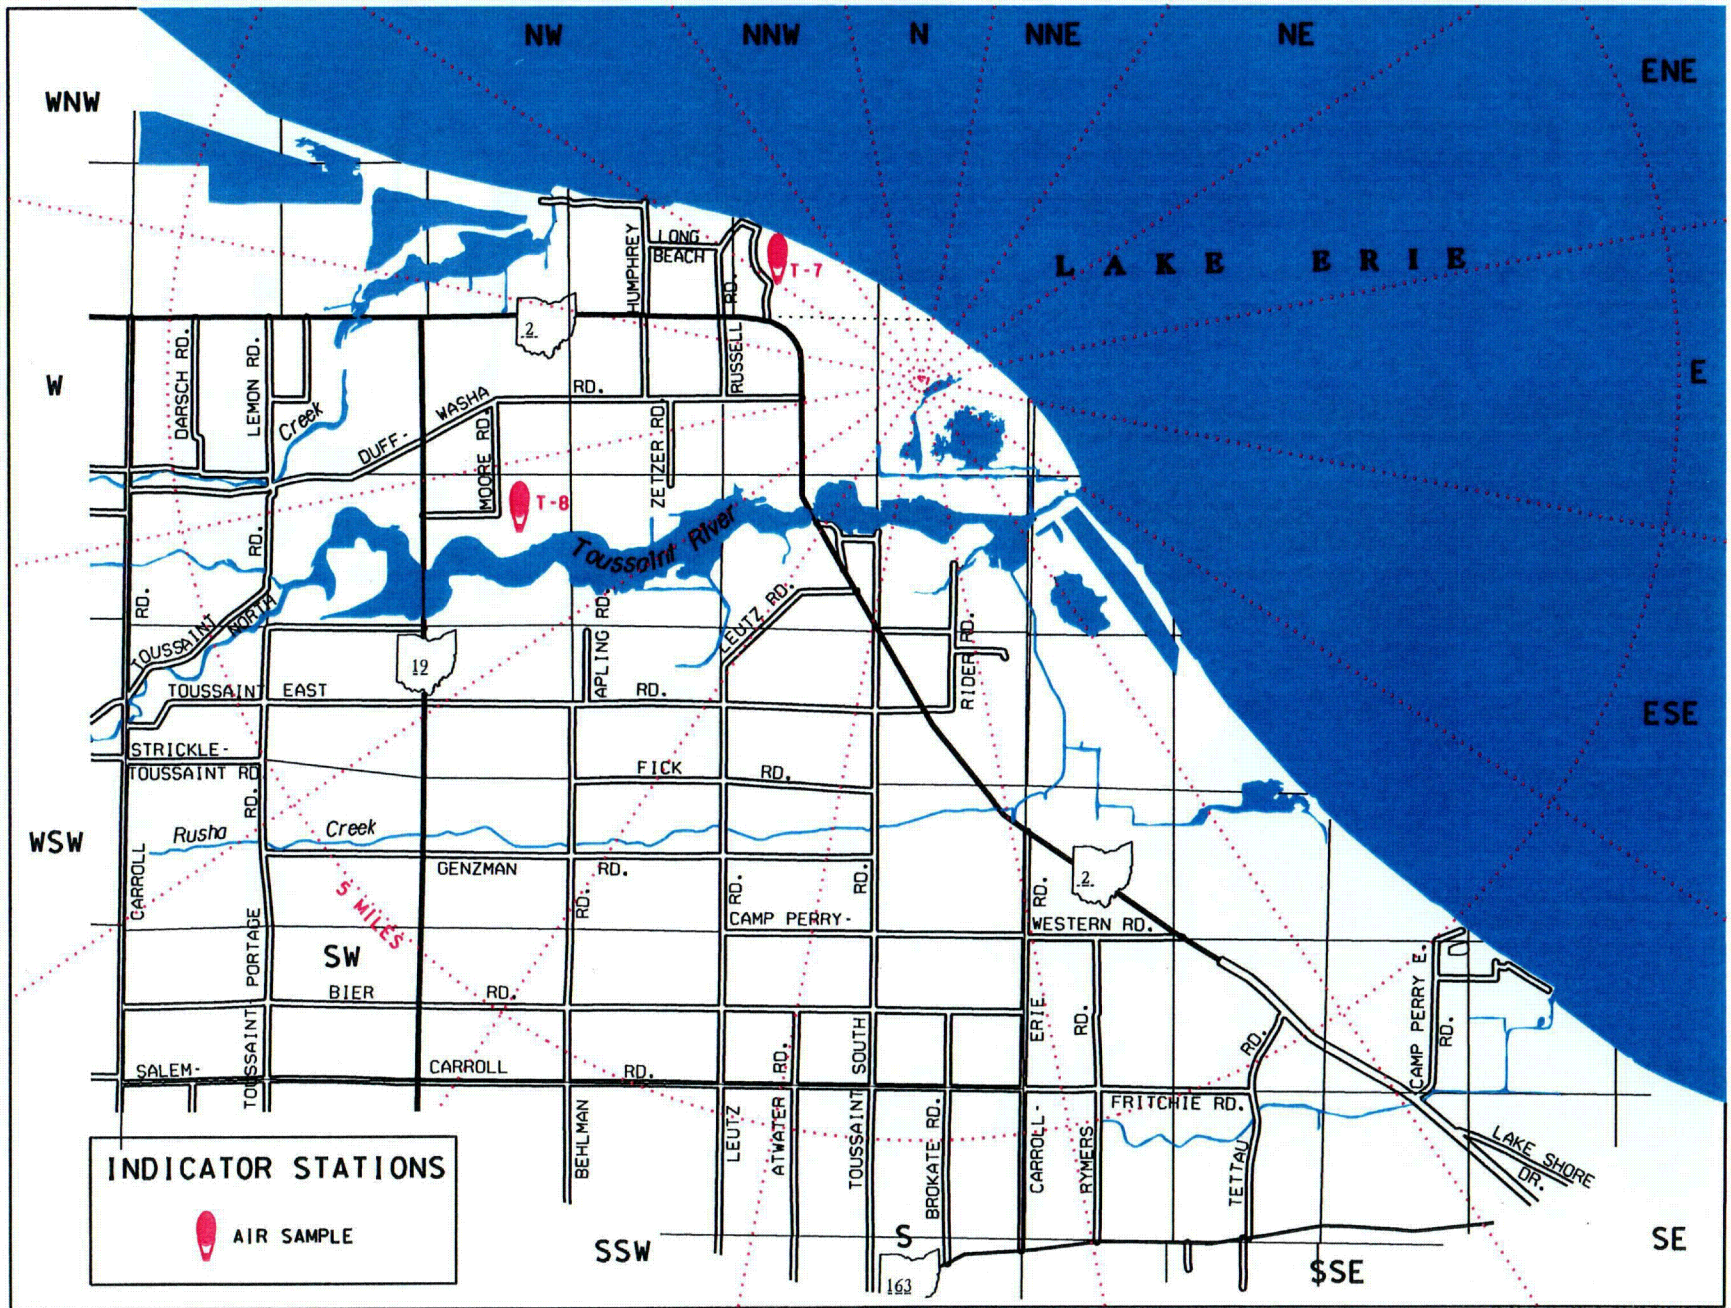 NW
NNW
N
NNE
NE
ENE
WNW
LAKE ERIE
HUMPHREY
LONG
BEACH
RD.
T-7
2
W
DARSCH RD.
LEMON RD.
Creek
DUFF-
WASHA
RD.
RUSSELL
E
MOORE RD.
ZETZER RD.
T-8
Toussaint River
RD.
RD.
TOUSSAINT
NORTH
19
APLING RD.
LEUTZ RD.
RIDER RD.
TOUSSAINT
EAST
RD.
ESE
STRICKLE-
TOUSSAINT RD
FICK
RD.
RD.
WSW
Rusha
Creek
CARROLL
GENZMAN
RD.
5 MILES
RD.
RD.
RD.
RD.
2
CAMP PERRY-
WESTERN RD.
SW
PORTAGE
BIER
RD.
CAMP PERRY E.
RD.
ERIE
RD.
RD.
TOUSSAINT
SOUTH
SALEM-
CARROLL
RD.
RD.
FRITCHIE RD.
BEHLMAN
LEUTZ
ATWATER
TOUSSAINT
BROKATE RD.
CARROLL-
RYMERS
TETTAU
LAKE SHORE
DR.
INDICATOR STATIONS
AIR SAMPLE
SSW
S
163
$SE
SE